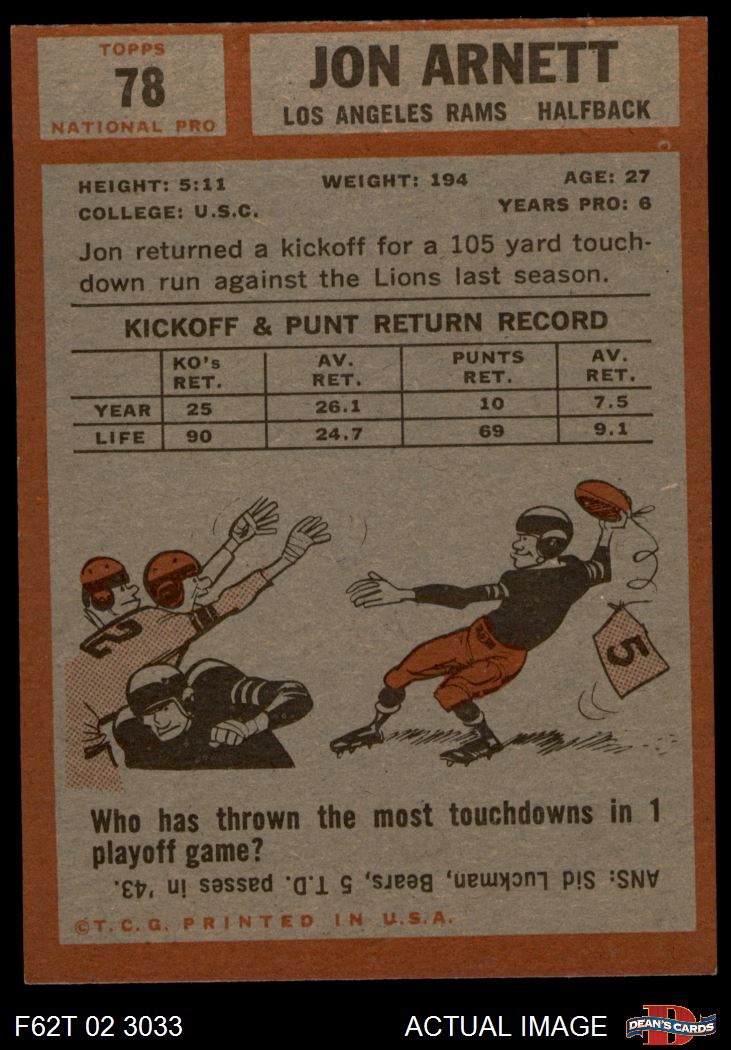 TOPPS
78
NATIONAL PRO
JON ARNETT
LOS ANGELES RAMS HALFBACK
HEIGHT: 5:11 WEIGHT: 194 AGE: 27
COLLEGE: U.S.C. YEARS PRO: 6
Jon returned a kickoff for a 105 yard touch-
down run against the Lions last season.
KICKOFF & PUNT RETURN RECORD
KO's RET. AV. RET. PUNTS RET. AV. RET.
YEAR 25 26.1 10 7.5
LIFE 90 24.7 69 9.1
2
5
Who has thrown the most touchdowns in 1
playoff game?
ANS: Sid Luckman, Bears, 5 T.D. passes in '43.
©T.C.G. PRINTED IN U.S.A.
F62T 02 3033 ACTUAL IMAGE
D
DEAN'S CARDS